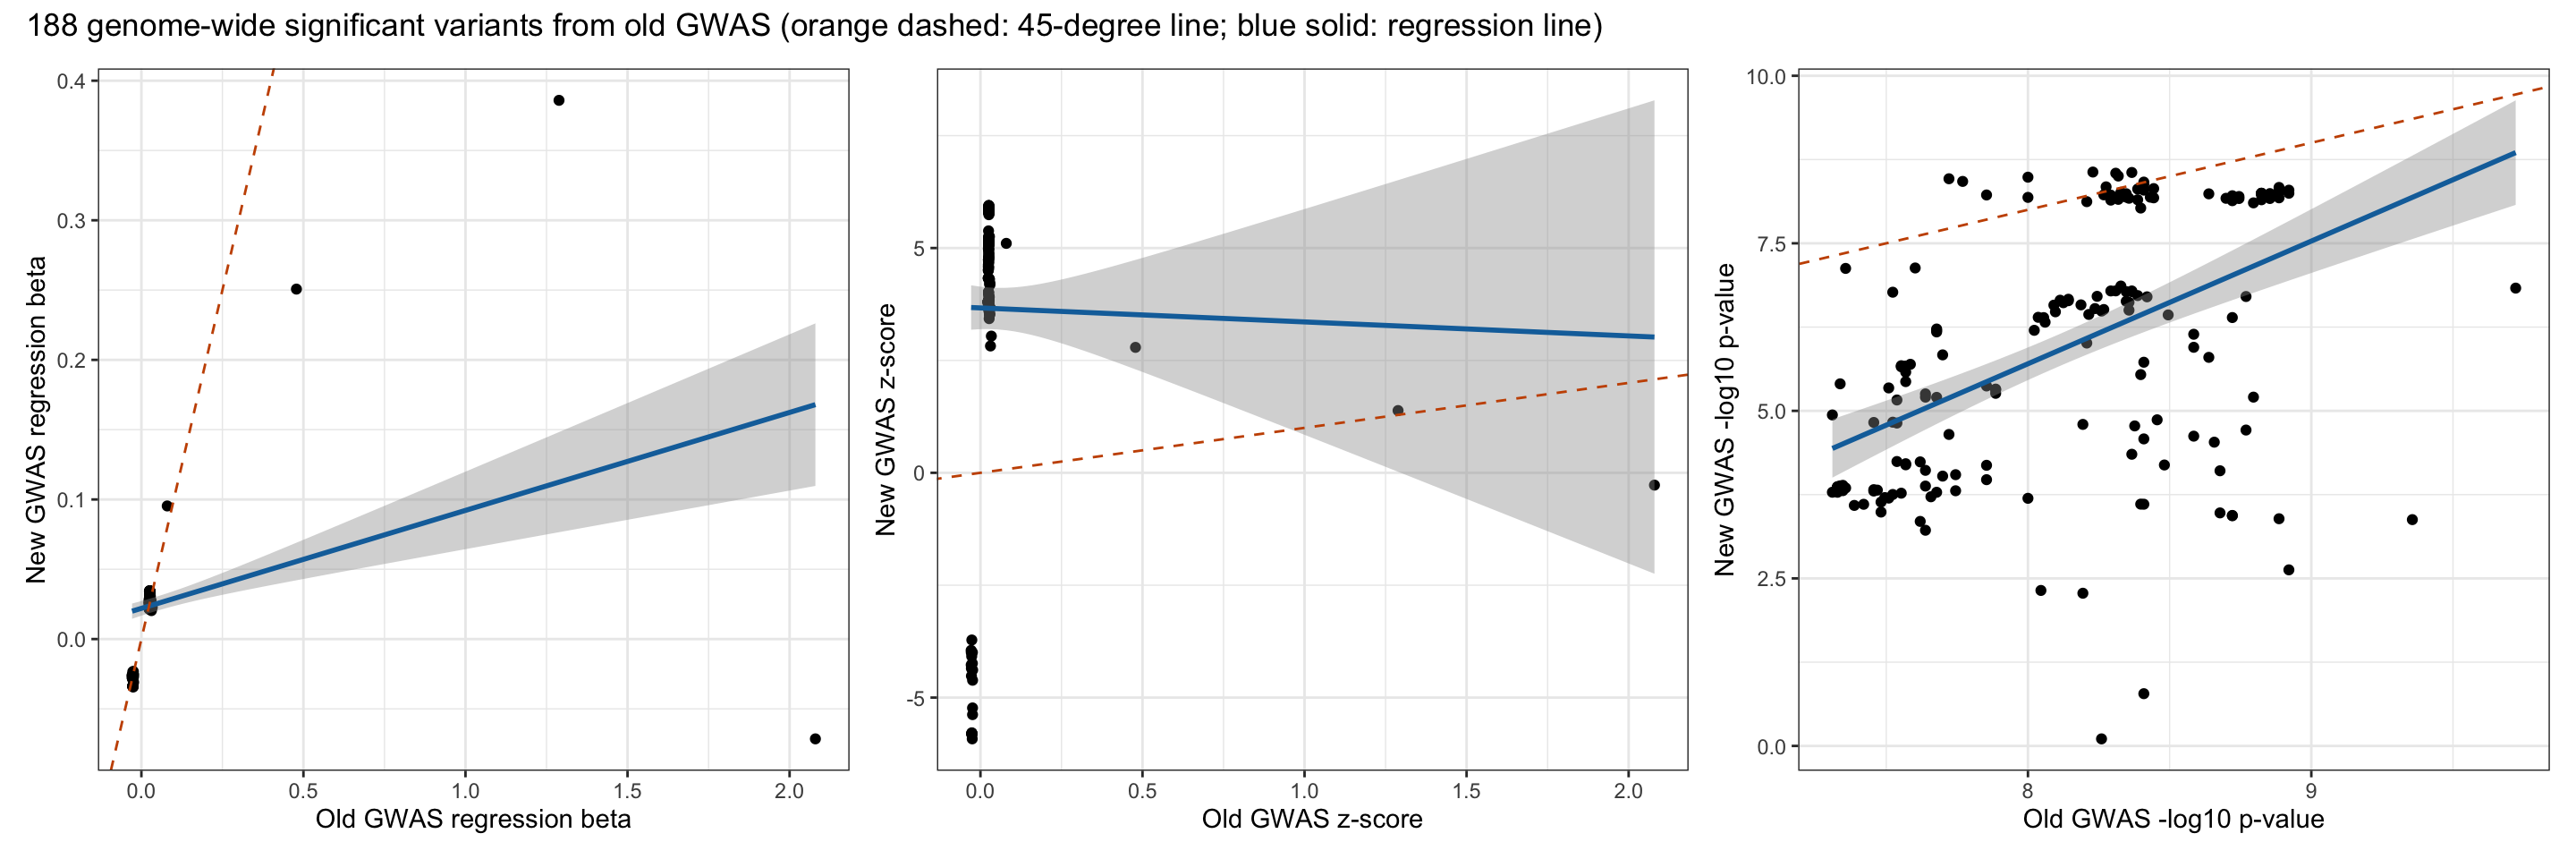 188 genome-wide significant variants from old GWAS (orange dashed: 45-degree line; blue solid: regression line)
New GWAS regression beta
0.4
0.3
0.2
0.1
0.0
0.0 0.5 1.0 1.5 2.0
Old GWAS regression beta
New GWAS z-score
5
0
-5
0.0 0.5 1.0 1.5 2.0
Old GWAS z-score
New GWAS -log10 p-value
10.0
7.5
5.0
2.5
0.0
8 9
Old GWAS -log10 p-value